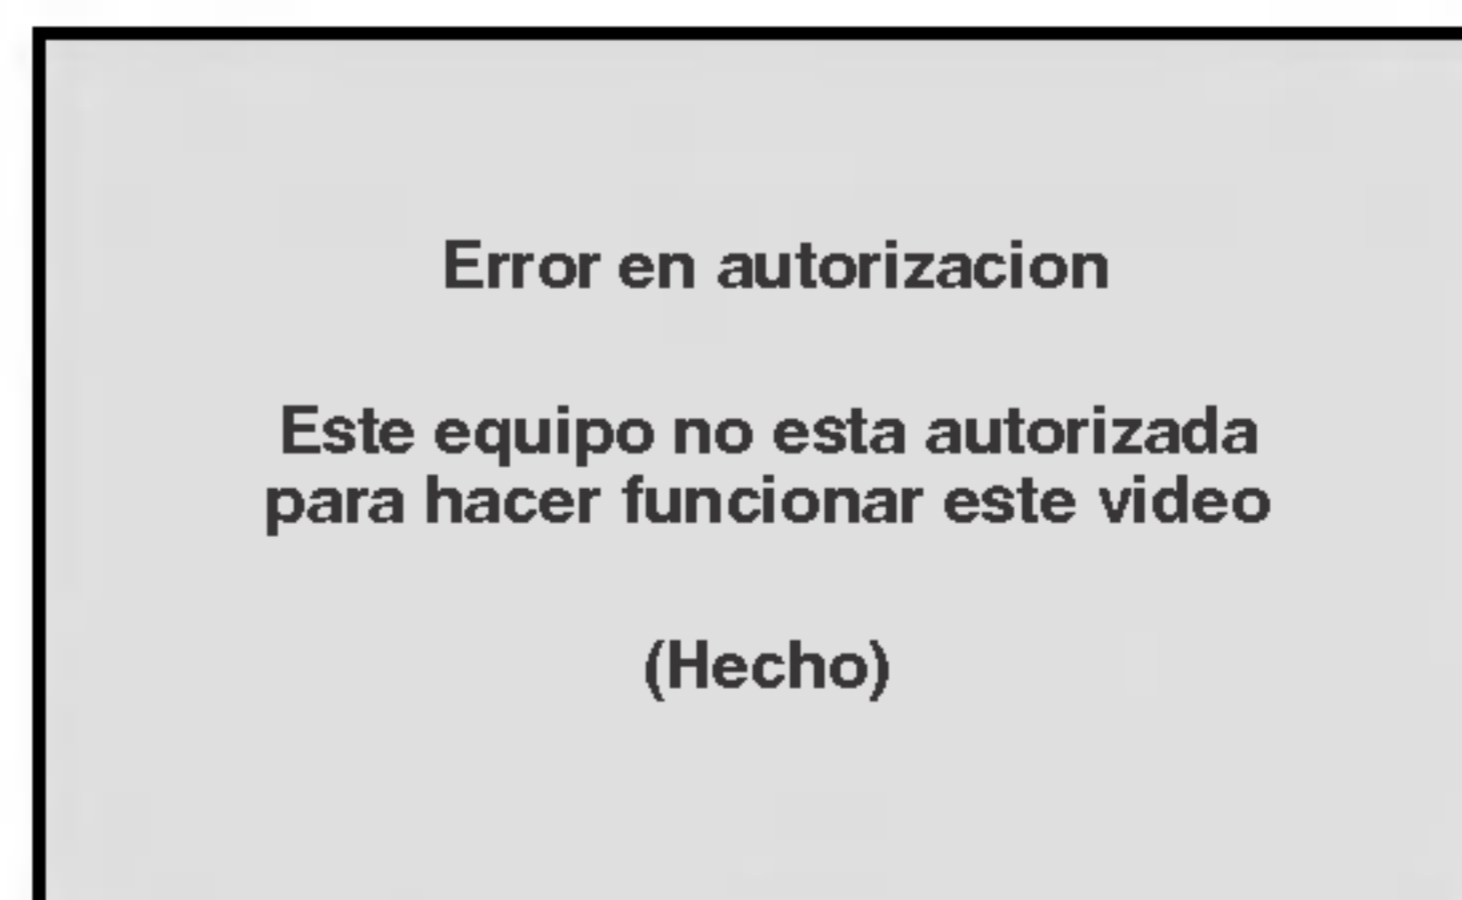 Error en autorizacion
Este equipo no esta autorizada
para hacer funcionar este video
(Hecho)